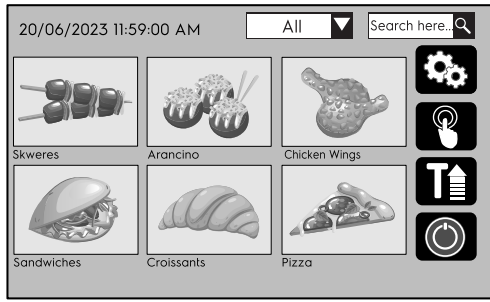 20/06/2023 11:59:00 AM
All
Search here...
Skweres
Arancino
Chicken Wings
T
Sandwiches
Croissants
Pizza